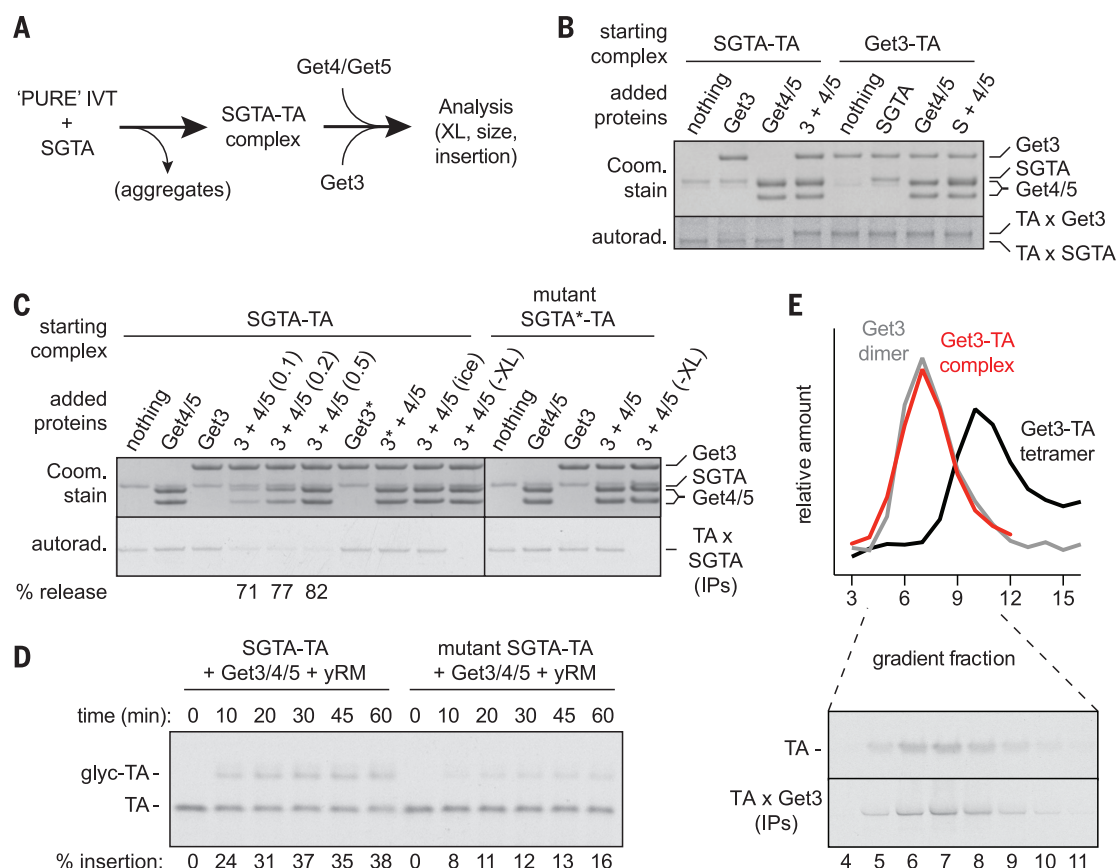 A
'PURE' IVT
+
SGTA
(aggregates)
SGTA-TA
complex
Get4/Get5
Get3
Analysis
(XL, size,
insertion)
B
starting
complex
SGTA-TA
Get3-TA
added
proteins
nothing
Get3
Get4/5
3 + 4/5
nothing
SGTA
Get4/5
S + 4/5
Coom.
stain
Get3
SGTA
Get4/5
autorad.
TA x Get3
TA x SGTA
C
starting
complex
SGTA-TA
mutant
SGTA*-TA
added
proteins
nothing
Get4/5
Get3
3 + 4/5 (0.1)
3 + 4/5 (0.2)
3 + 4/5 (0.5)
Get3*
3* + 4/5
3 + 4/5 (ice)
3 + 4/5 (-XL)
nothing
Get4/5
Get3
3 + 4/5
3 + 4/5 (-XL)
Coom.
stain
Get3
SGTA
Get4/5
autorad.
TA x
SGTA
(IPs)
% release
71 77 82
D
SGTA-TA
+ Get3/4/5 + yRM
mutant SGTA-TA
+ Get3/4/5 + yRM
time (min): 0 10 20 30 45 60 0 10 20 30 45 60
glyc-TA -
TA -
% insertion: 0 24 31 37 35 38 0 8 11 12 13 16
E
Get3
dimer
Get3-TA
complex
Get3-TA
tetramer
relative amount
3 6 9 12 15
gradient fraction
TA -
TA x Get3
(IPs)
4 5 6 7 8 9 10 11